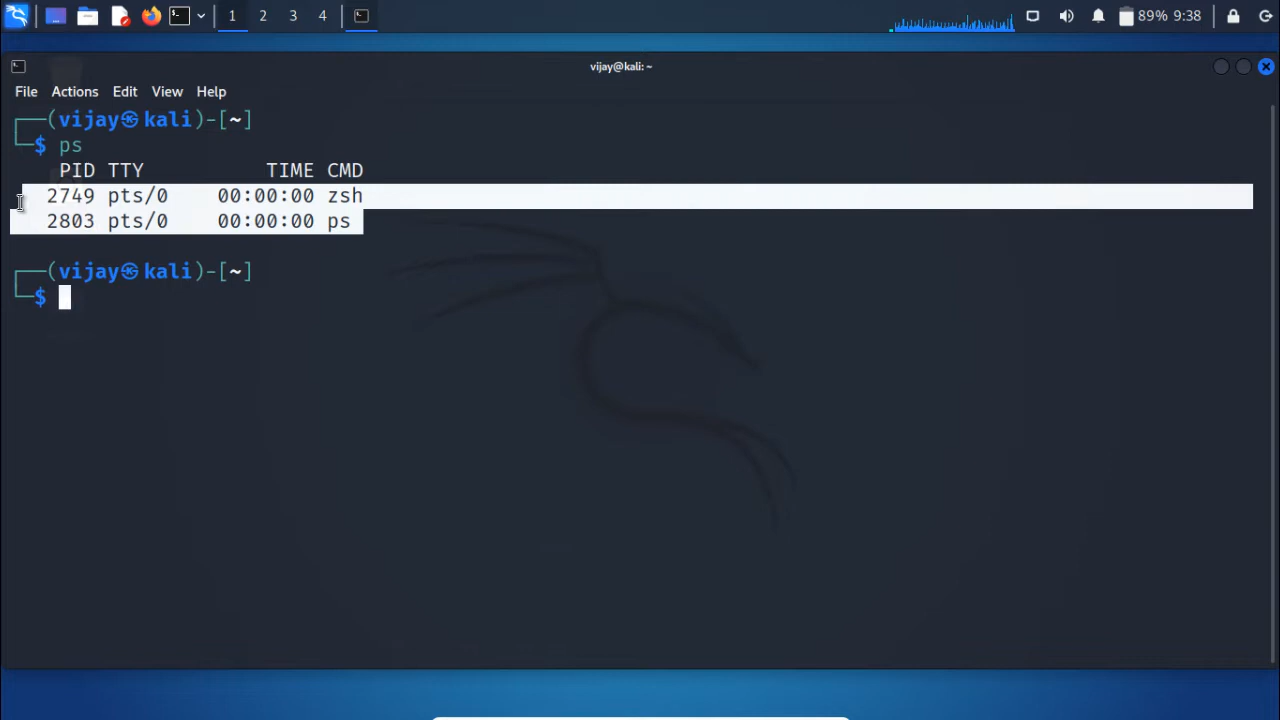 1 2 3 4 89% 9:38
vijay@kali: ~
File Actions Edit View Help
┌──(vijay㉿kali)-[~]
└─$ ps
PID TTY TIME CMD
2749 pts/0 00:00:00 zsh
2803 pts/0 00:00:00 ps
┌──(vijay㉿kali)-[~]
└─$